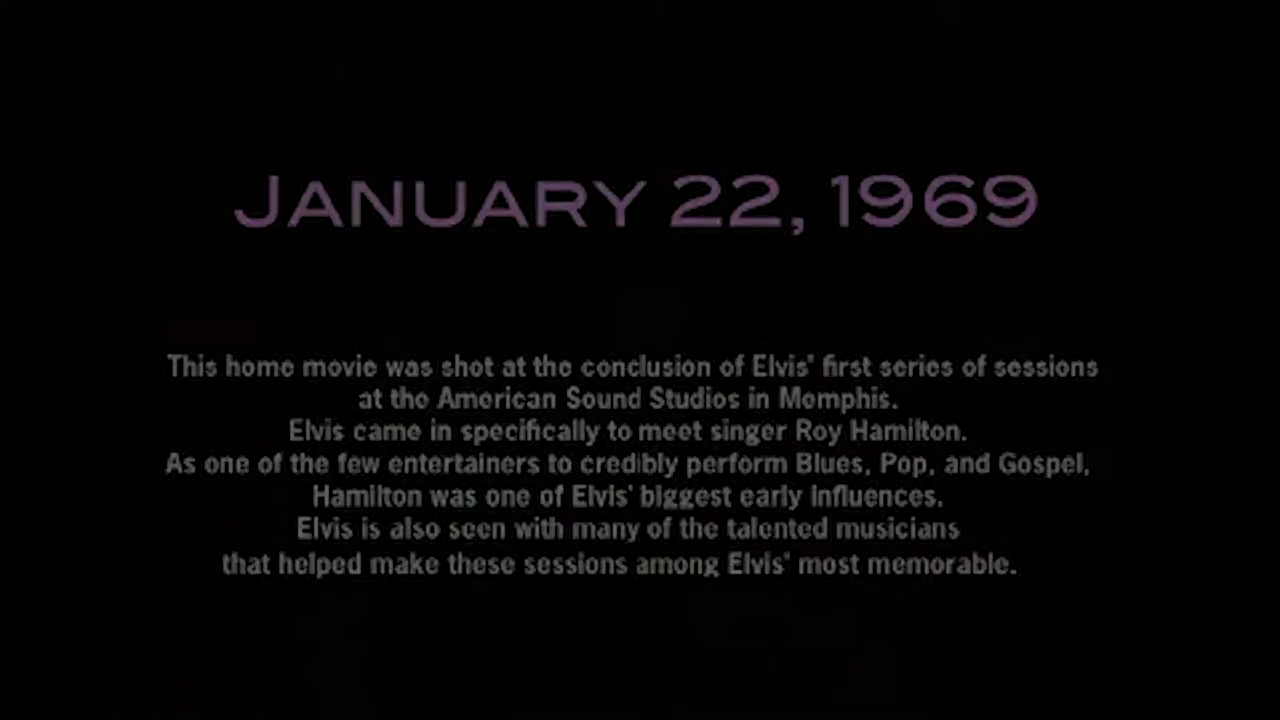 JANUARY 22, 1969
This home movie was shot at the conclusion of Elvis' first series of sessions
at the American Sound Studios in Memphis.
Elvis came in specifically to meet singer Roy Hamilton.
As one of the few entertainers to credibly perform Blues, Pop, and Gospel,
Hamilton was one of Elvis' biggest early influences.
Elvis is also seen with many of the talented musicians
that helped make these sessions among Elvis' most memorable.